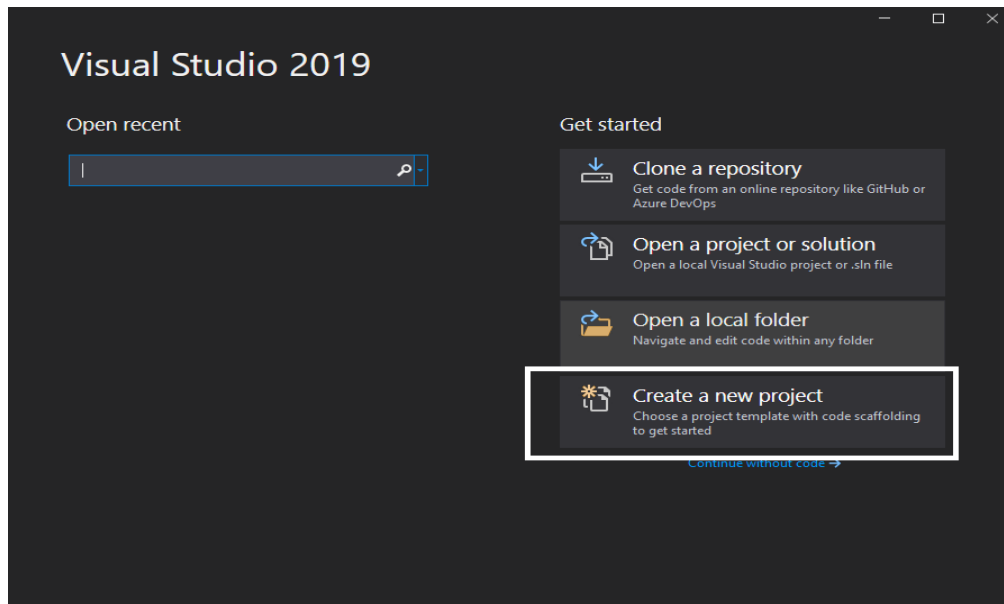 Visual Studio 2019
Open recent
Get started
Clone a repository
Get code from an online repository like GitHub or
Azure DevOps
Open a project or solution
Open a local Visual Studio project or .sln file
Open a local folder
Navigate and edit code within any folder
Create a new project
Choose a project template with code scaffolding
to get started
Continue without code →